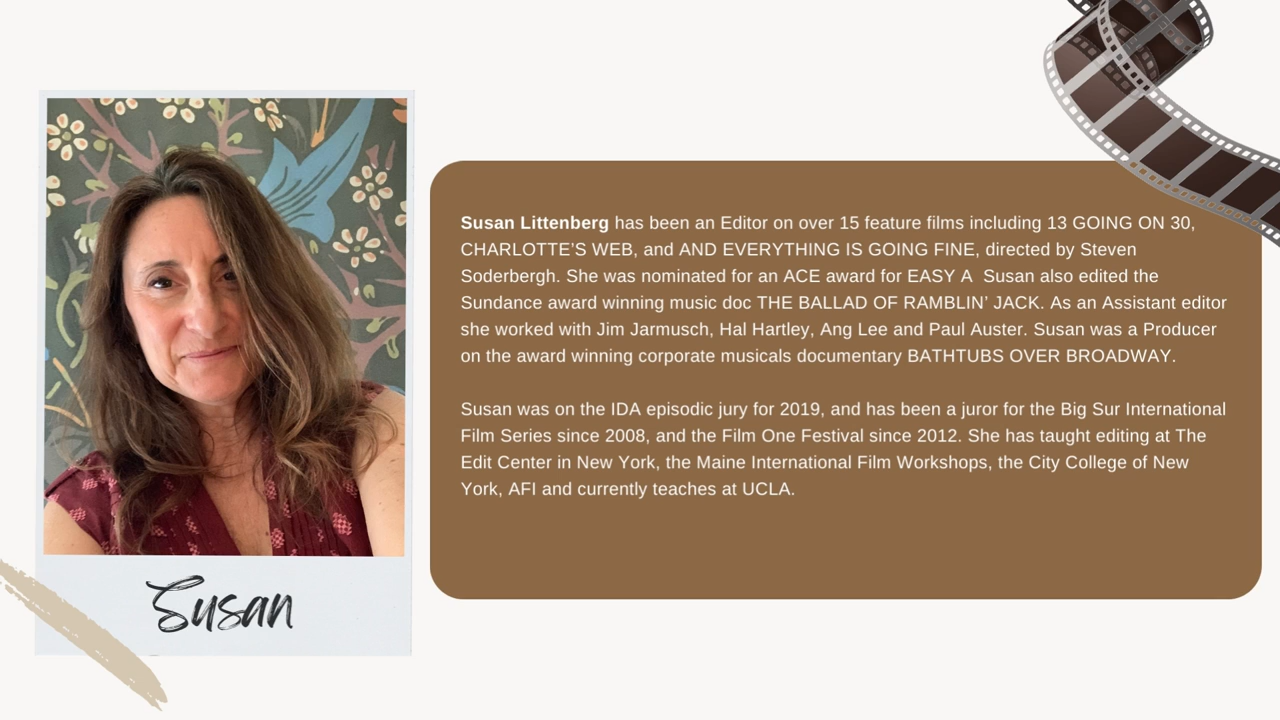 Susan Littenberg has been an Editor on over 15 feature films including 13 GOING ON 30,
CHARLOTTE'S WEB, and AND EVERYTHING IS GOING FINE, directed by Steven
Soderbergh. She was nominated for an ACE award for EASY A  Susan also edited the
Sundance award winning music doc THE BALLAD OF RAMBLIN' JACK. As an Assistant editor
she worked with Jim Jarmusch, Hal Hartley, Ang Lee and Paul Auster. Susan was a Producer
on the award winning corporate musicals documentary BATHTUBS OVER BROADWAY.
Susan was on the IDA episodic jury for 2019, and has been a juror for the Big Sur International
Film Series since 2008, and the Film One Festival since 2012. She has taught editing at The
Edit Center in New York, the Maine International Film Workshops, the City College of New
York, AFI and currently teaches at UCLA.
Susan